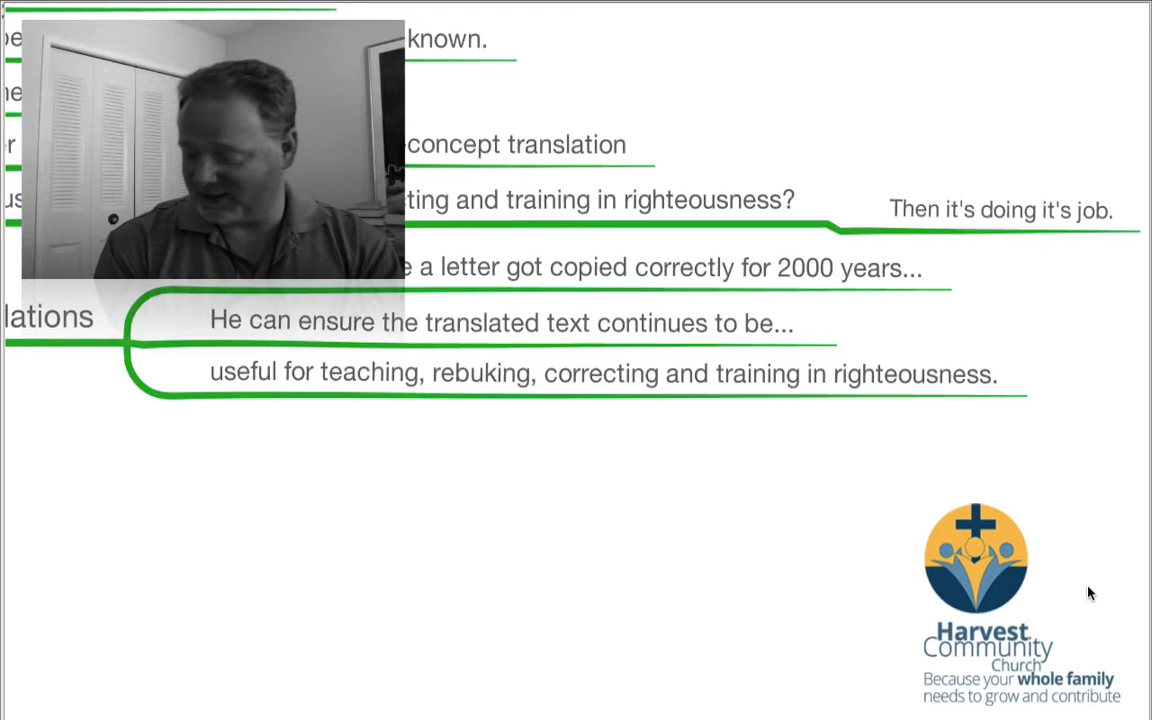 known.
concept translation
ting and training in righteousness?
Then it's doing it's job.
a letter got copied correctly for 2000 years...
lations
He can ensure the translated text continues to be...
useful for teaching, rebuking, correcting and training in righteousness.
Harvest
Community
Church
Because your whole family
needs to grow and contribute